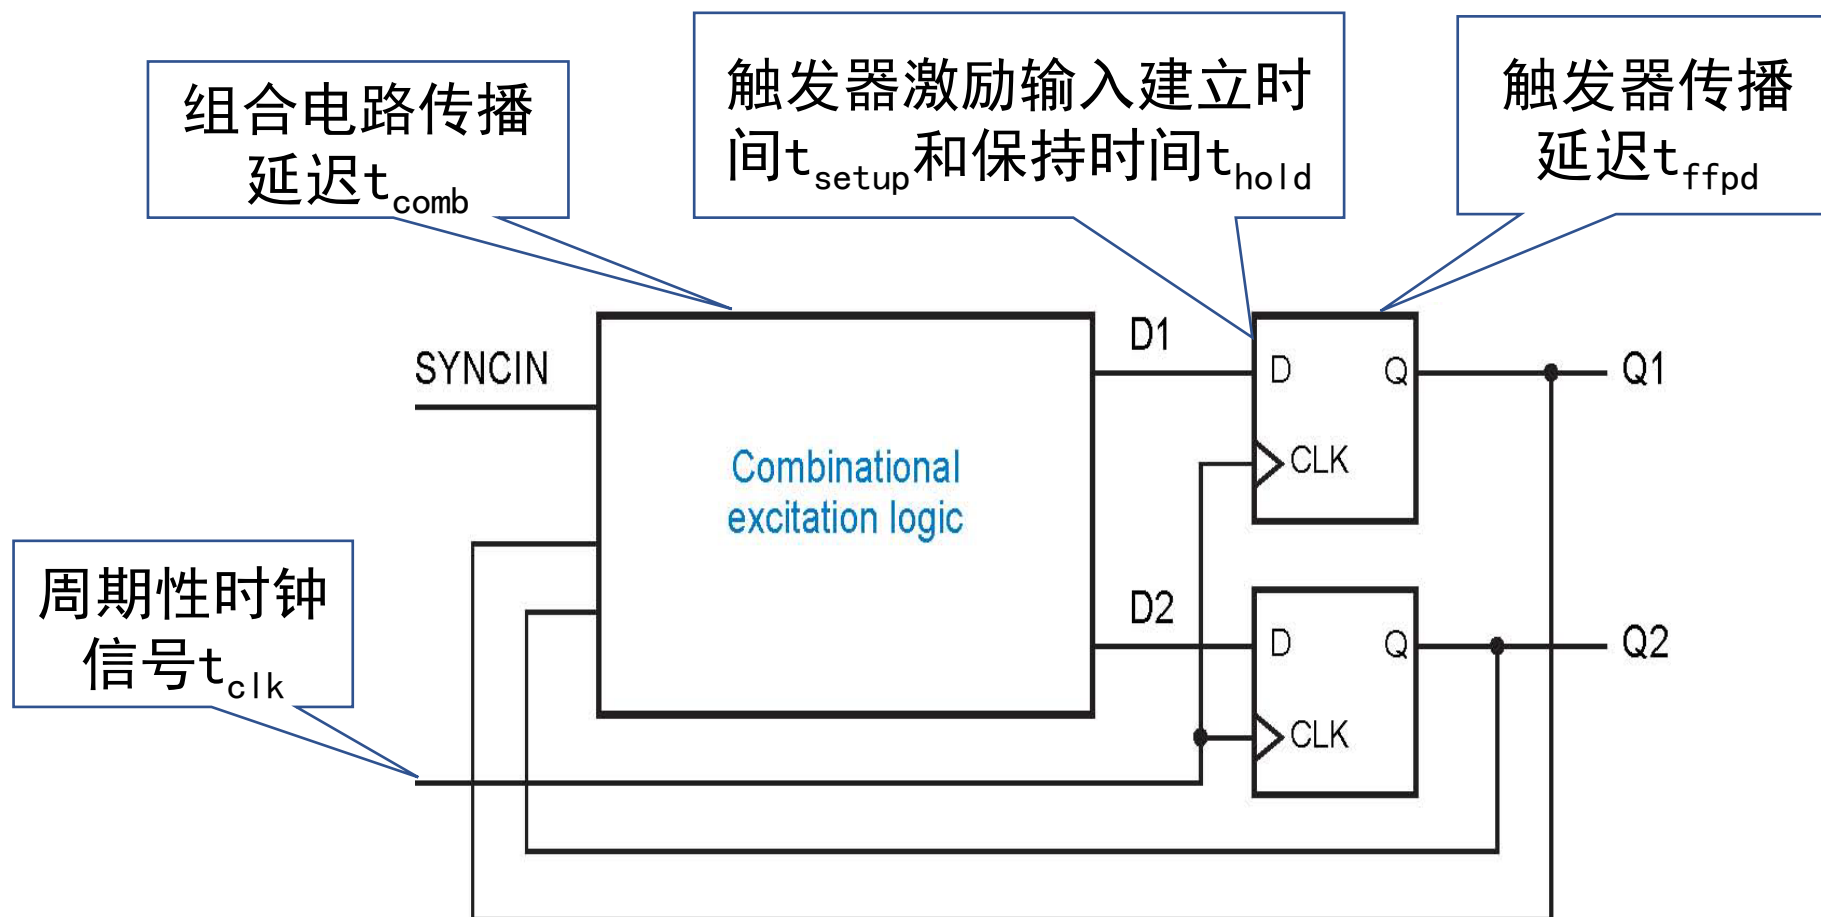 组合电路传播
延迟tcomb
触发器激励输入建立时
间tsetup和保持时间thold
触发器传播
延迟tffpd
SYNCIN
D1
D
Q
Q1
CLK
Combinational
excitation logic
周期性时钟
信号tclk
D2
D
Q
Q2
CLK